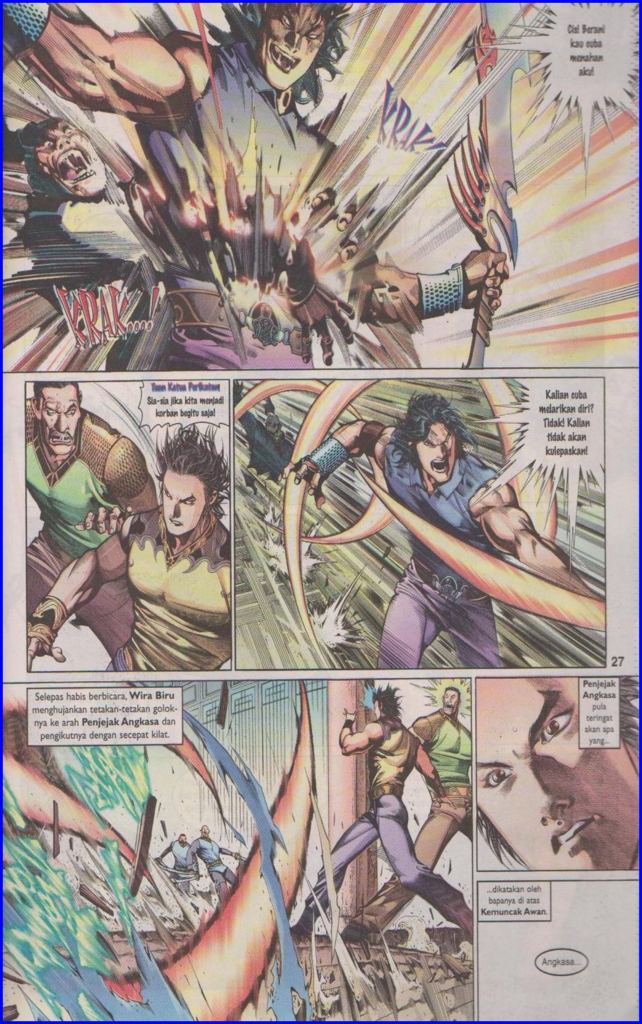 Cis! Berani
kau cuba
menahan
aku!
KRAK
KRAK....!
Tuan Ketua Perikatan!
Sia-sia jika kita menjadi
korban begitu saja!
Kalian cuba
melarikan diri?
Tidak! Kalian
tidak akan
kulepaskan!
27
Selepas habis berbicara, Wira Biru
menghujankan tetakan-tetakan golok-
nya ke arah Penjejak Angkasa dan
pengikutnya dengan secepat kilat.
Penjejak
Angkasa
pula
teringat
akan apa
yang...
...dikatakan oleh
bapanya di atas
Kemuncak Awan.
Angkasa...